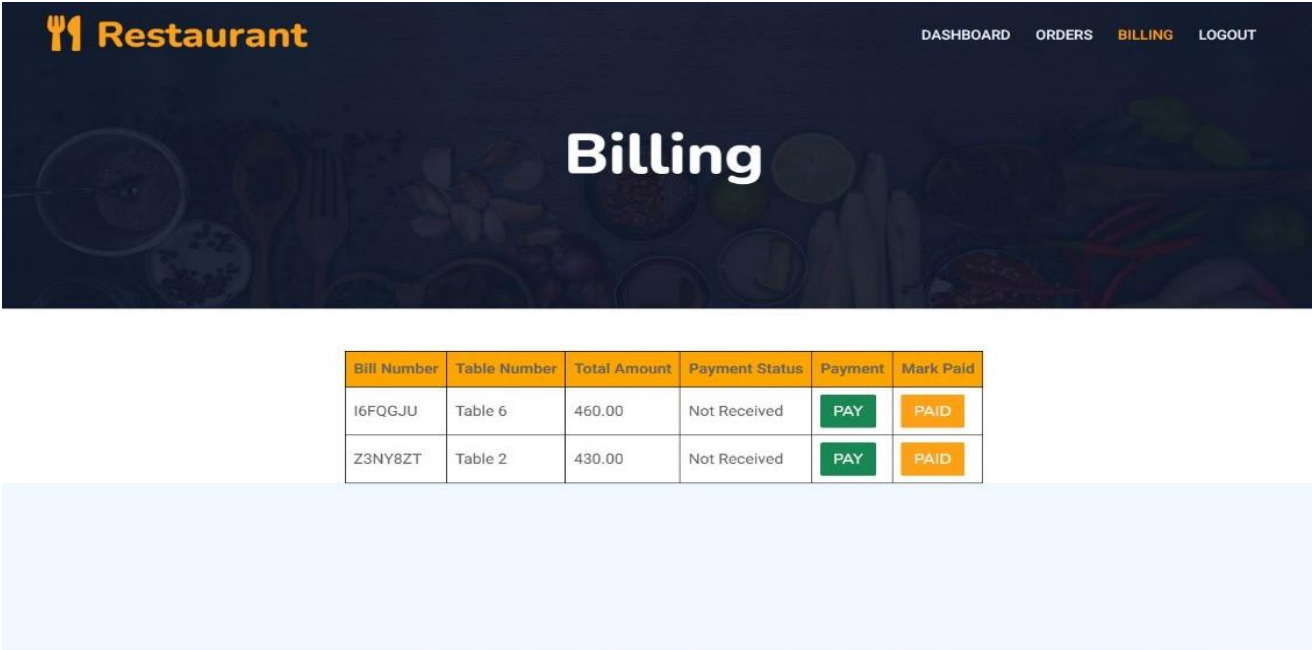 Restaurant
DASHBOARD ORDERS BILLING LOGOUT
Billing
Bill Number Table Number Total Amount Payment Status Payment Mark Paid
I6FQGJU Table 6 460.00 Not Received PAY PAID
Z3NY8ZT Table 2 430.00 Not Received PAY PAID